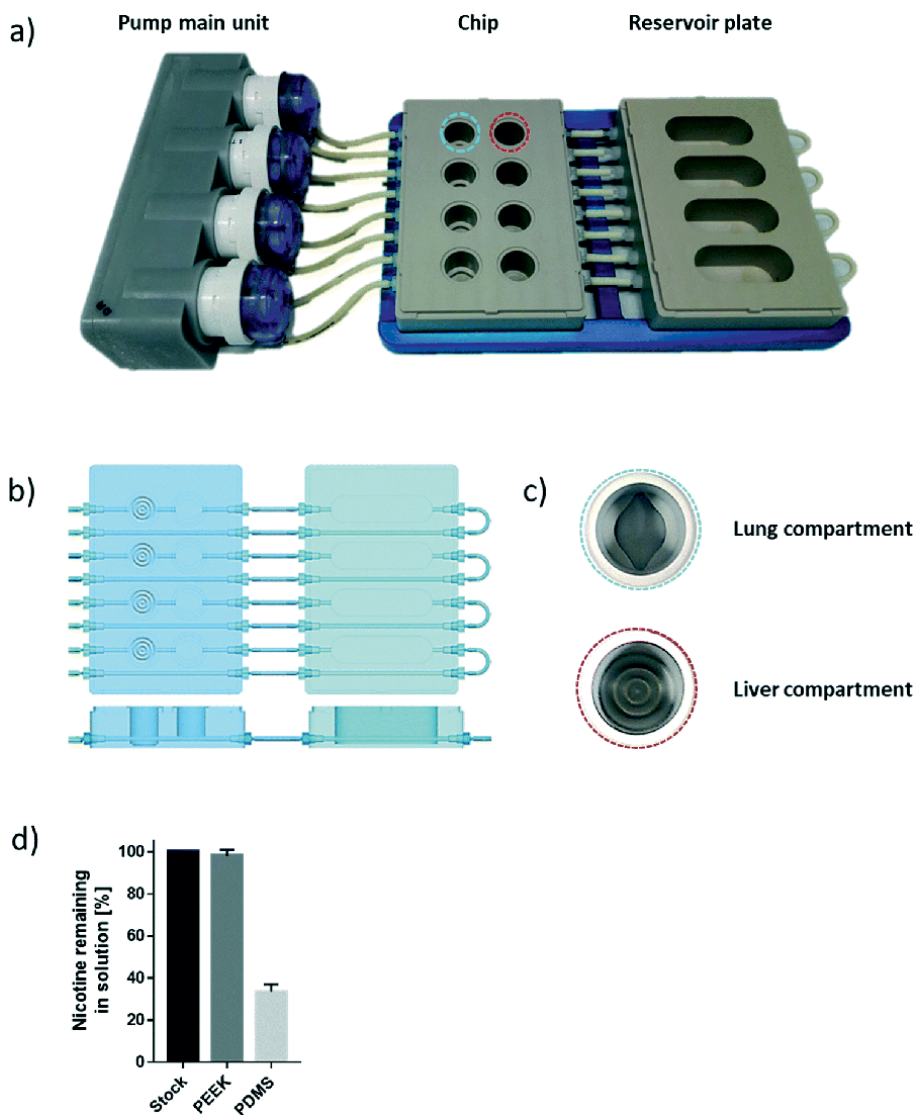 a)
Pump main unit
Chip
Reservoir plate
b)
c)
Lung compartment
Liver compartment
d)
Nicotine remaining
in solution [%]
100
80
60
40
20
0
Stock
PEEK
PDMS